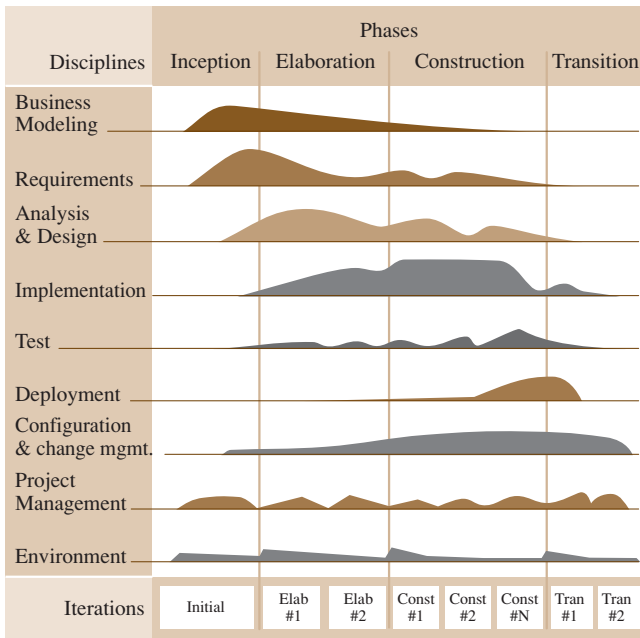 Phases
Disciplines
Inception
Elaboration
Construction
Transition
Business
Modeling
Requirements
Analysis
& Design
Implementation
Test
Deployment
Configuration
& change mgmt.
Project
Management
Environment
Iterations
Initial
Elab
#1
Elab
#2
Const
#1
Const
#2
Const
#N
Tran
#1
Tran
#2